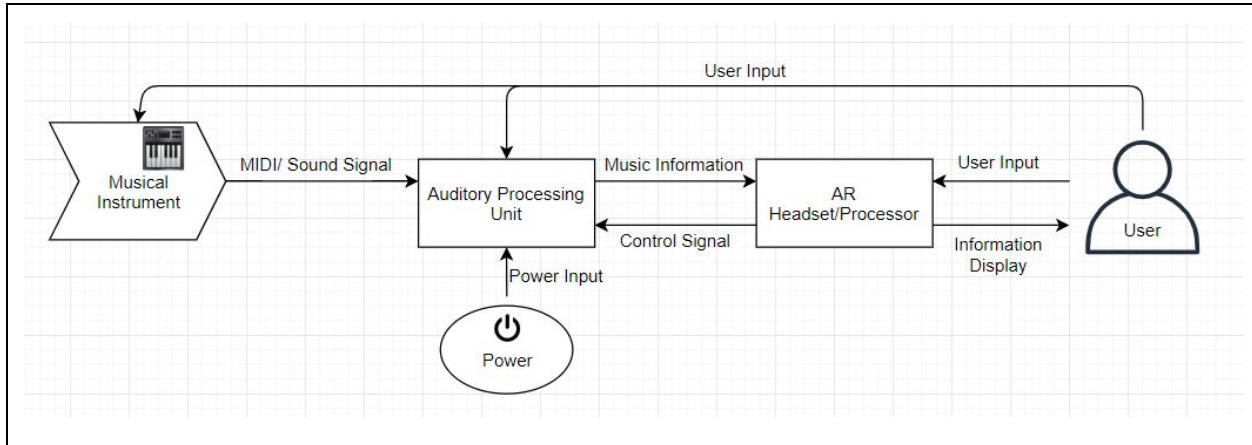 User Input
Musical
Instrument
MIDI/ Sound Signal
Auditory Processing
Unit
Music Information
Control Signal
AR
Headset/Processor
User Input
Information
Display
User
Power Input
Power